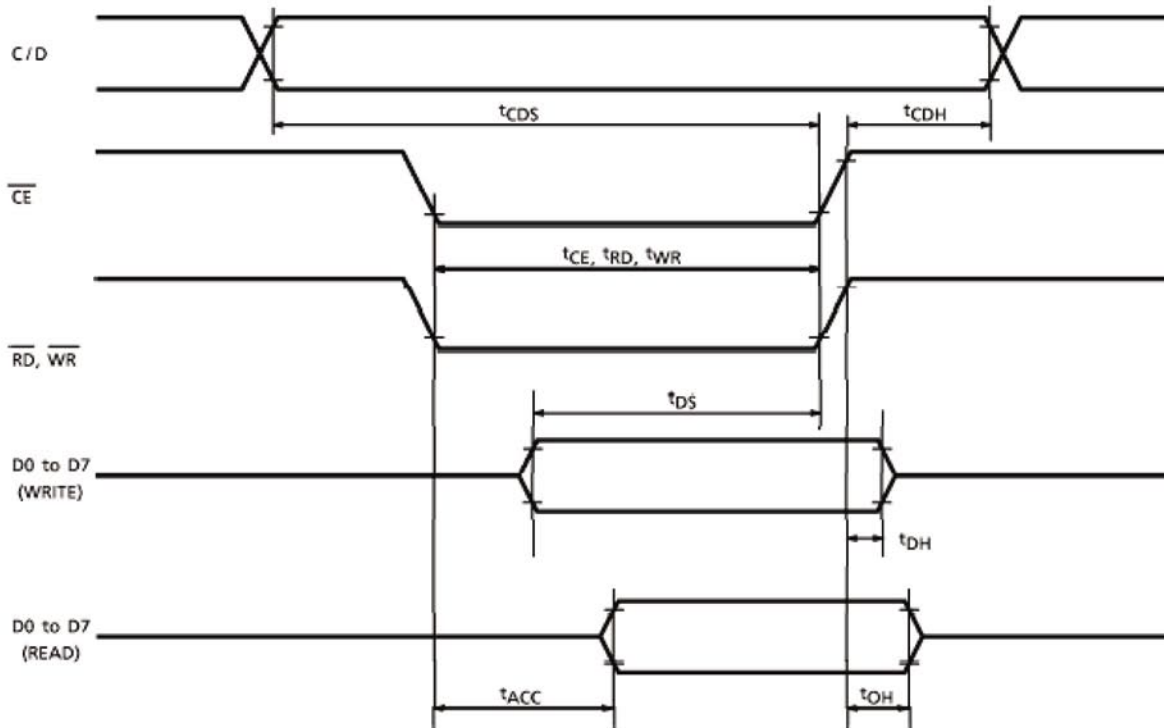 C/D
tCDS
tCDH
CE
tCE, tRD, tWR
RD, WR
tDS
D0 to D7
(WRITE)
tDH
D0 to D7
(READ)
tACC
tOH